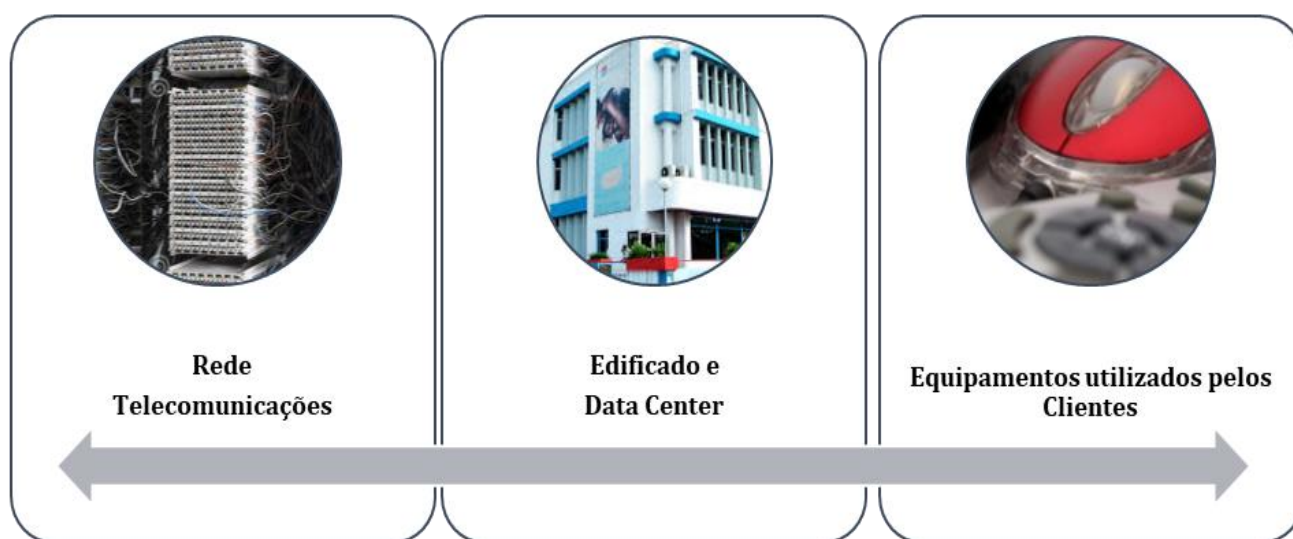 Rede
Telecomunicações
Edificado e
Data Center
Equipamentos utilizados pelos
Clientes